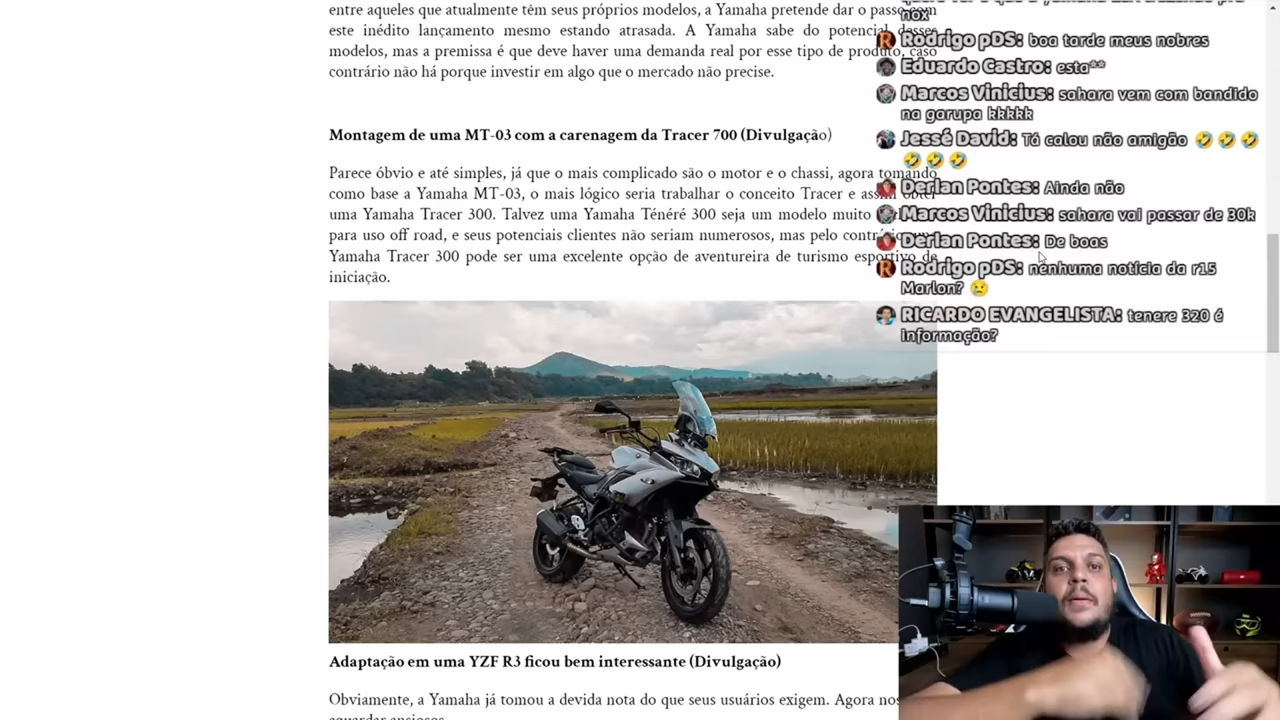 entre aqueles que atualmente têm seus próprios modelos, a Yamaha pretende dar o passo com
este inédito lançamento mesmo estando atrasada. A Yamaha sabe do potencial desses
modelos, mas a premissa é que deve haver uma demanda real por esse tipo de produto, caso
contrário não há porque investir em algo que o mercado não precise.
Montagem de uma MT-03 com a carenagem da Tracer 700 (Divulgação)
Parece óbvio e até simples, já que o mais complicado são o motor e o chassi, agora tomando
como base a Yamaha MT-03, o mais lógico seria trabalhar o conceito Tracer e assim obter
uma Yamaha Tracer 300. Talvez uma Yamaha Ténéré 300 seja um modelo muito
para uso off road, e seus potenciais clientes não seriam numerosos, mas pelo contrário uma
Yamaha Tracer 300 pode ser uma excelente opção de aventureira de turismo esportivo de
iniciação.
Adaptação em uma YZF R3 ficou bem interessante (Divulgação)
Obviamente, a Yamaha já tomou a devida nota do que seus usuários exigem. Agora nos
aguardar ansiosos
nox
Rodrigo pDS: boa tarde meus nobres
Eduardo Castro: esta**
Marcos Vinicius: sahara vem com bandido
na garupa kkkkk
Jessé David: Tá calou não amigão 🤣 🤣 🤣
🤣 🤣 🤣
Derlan Pontes: Ainda não
Marcos Vinicius: sahara vai passar de 30k
Derlan Pontes: De boas
Rodrigo pDS: nenhuma notícia da r15
Marlon? 😢
RICARDO EVANGELISTA: tenere 320 é
informação?